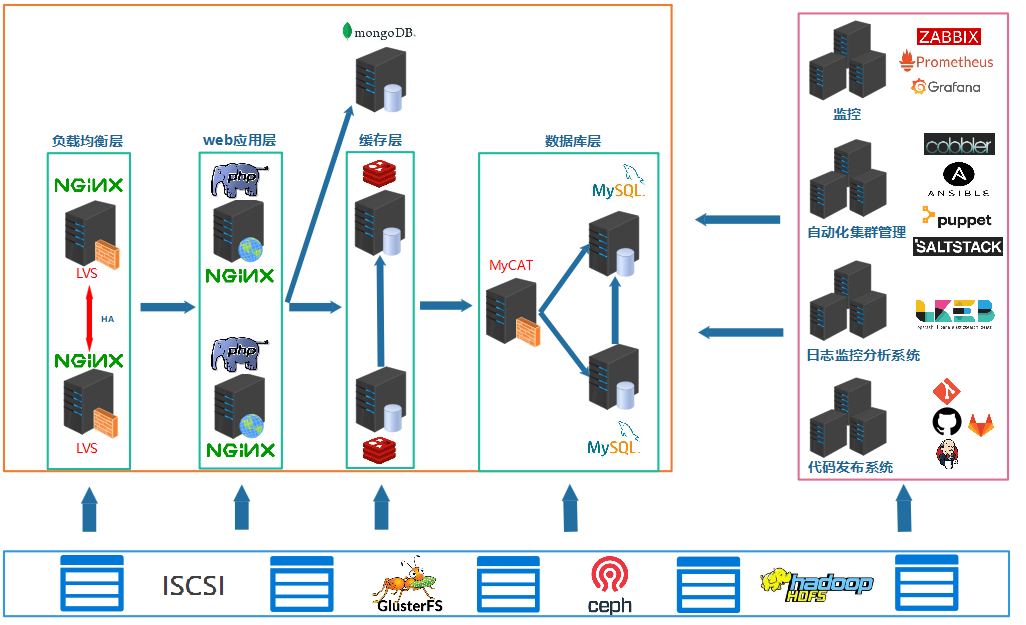 mongoDB.
负载均衡层
web应用层
缓存层
数据库层
NGINX
php
MySQL
LVS
NGINX
MyCAT
HA
NGINX
php
LVS
NGINX
MySQL
ZABBIX
Prometheus
Grafana
监控
cobbler
ANSIBLE
puppet
自动化集群管理
SALTSTACK
LKEB
日志监控分析系统
代码发布系统
ISCSI
GlusterFS
ceph
hadoop
HDFS